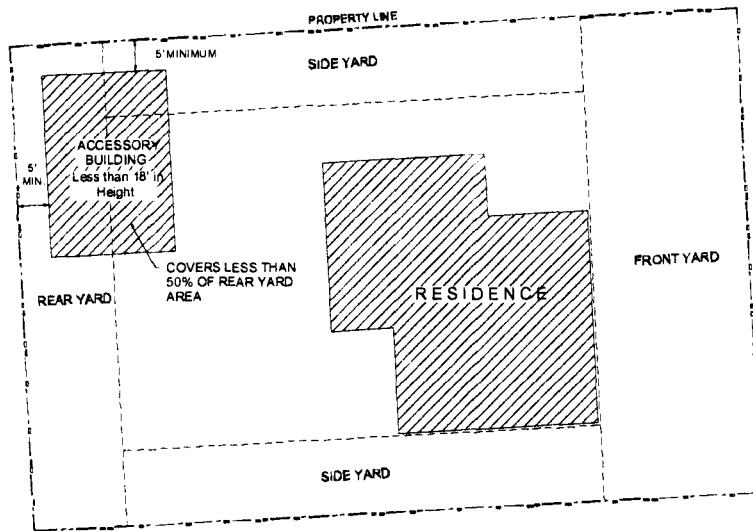 PROPERTY LINE
5' MINIMUM
SIDE YARD
ACCESSORY
BUILDING
Less than 18' in
Height
5'
MIN.
COVERS LESS THAN
50% OF REAR YARD
AREA
REAR YARD
RESIDENCE
FRONT YARD
SIDE YARD